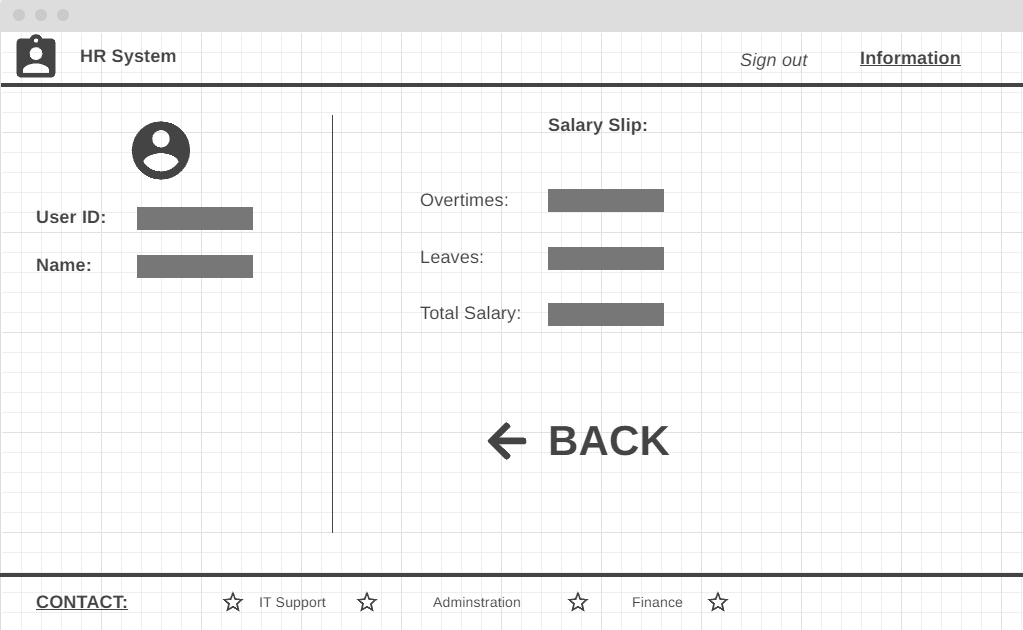 HR System
Sign out
Information
User ID:
Name:
Salary Slip:
Overtimes:
Leaves:
Total Salary:
BACK
CONTACT:
IT Support
Adminstration
Finance